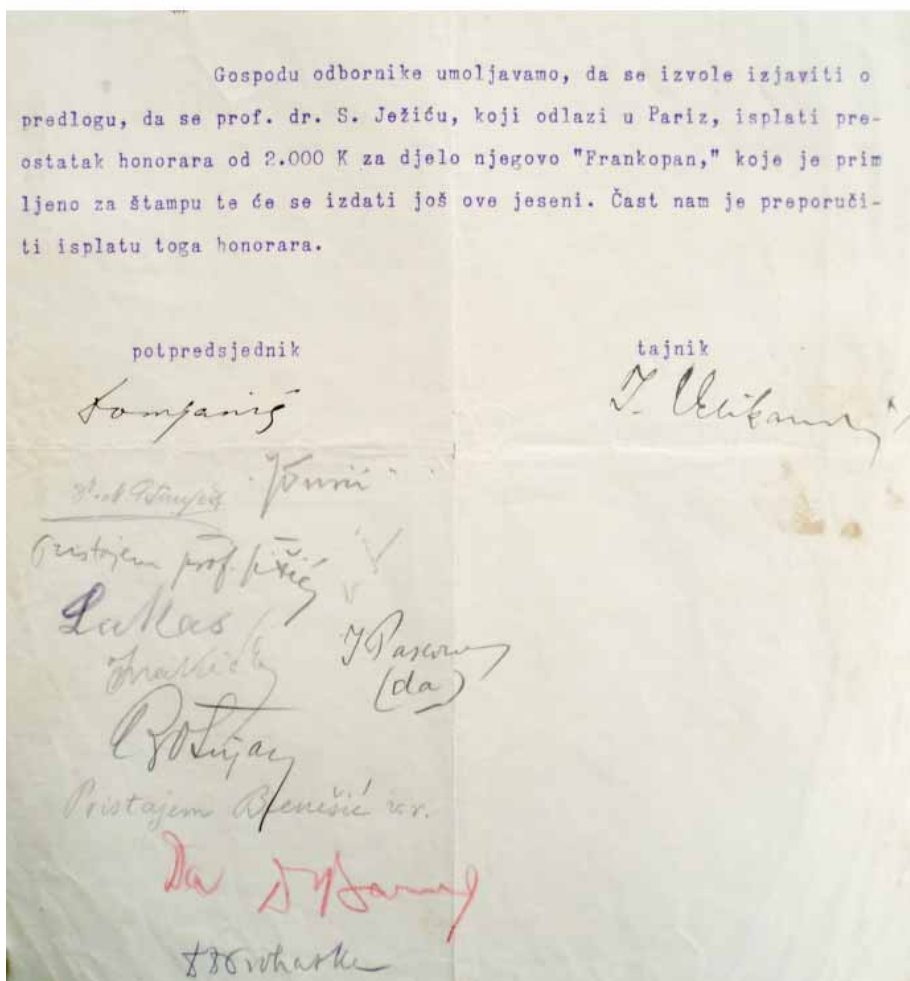 Gospodu odbornike umoljavamo, da se izvole izjaviti o
predlogu, da se prof. dr. S. Ježiću, koji odlazi u Pariz, isplati pre-
ostatak honorara od 2.000 K za djelo njegovo "Frankopan," koje je prim
ljeno za štampu te će se izdati još ove jeseni. Čast nam je preporuči-
ti isplatu toga honorara.
potpredsjednik tajnik
I.
Pristajem prof. Šišić
Lukas
(da)
Pristajem Benešić
Da